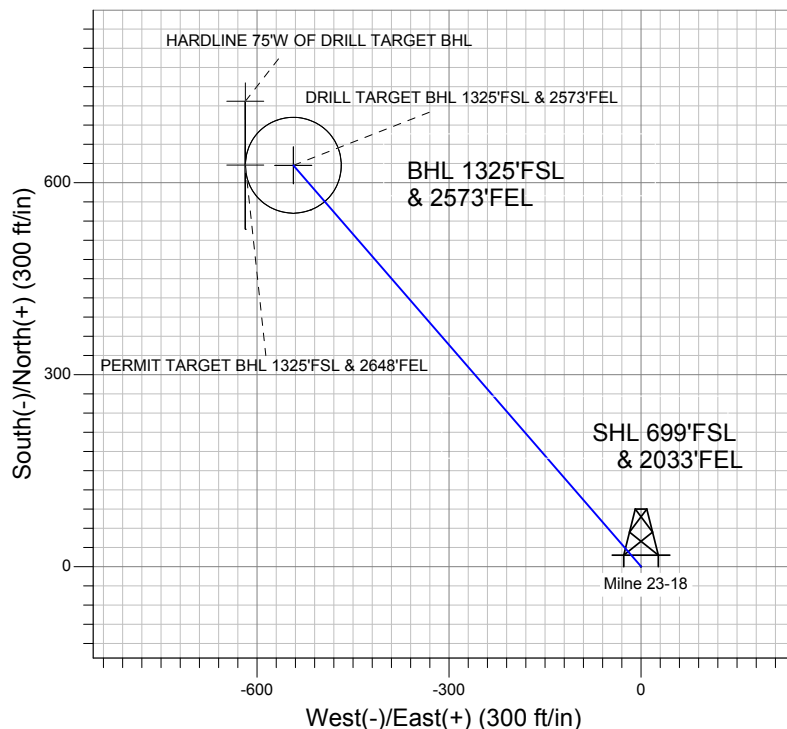 HARDLINE 75'W OF DRILL TARGET BHL
DRILL TARGET BHL 1325'FSL & 2573'FEL
BHL 1325'FSL
& 2573'FEL
600
South(-)/North(+) (300 ft/in)
300
PERMIT TARGET BHL 1325'FSL & 2648'FEL
SHL 699'FSL
& 2033'FEL
0
Milne 23-18
-600
-300
0
West(-)/East(+) (300 ft/in)